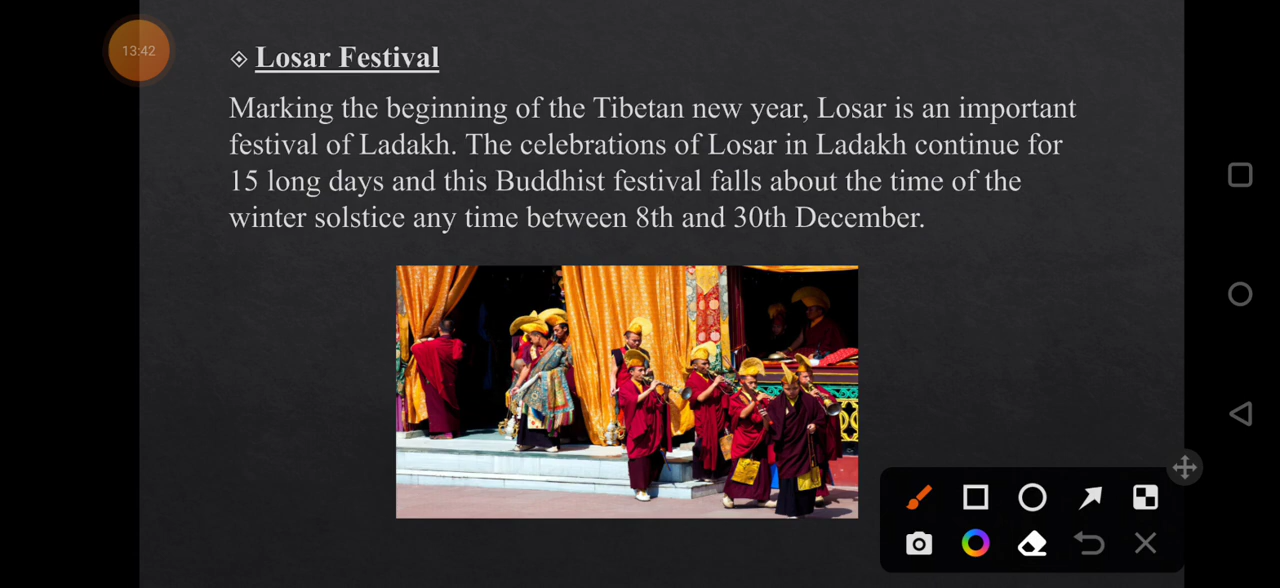 13:42
Losar Festival
Marking the beginning of the Tibetan new year, Losar is an important
festival of Ladakh. The celebrations of Losar in Ladakh continue for
15 long days and this Buddhist festival falls about the time of the
winter solstice any time between 8th and 30th December.